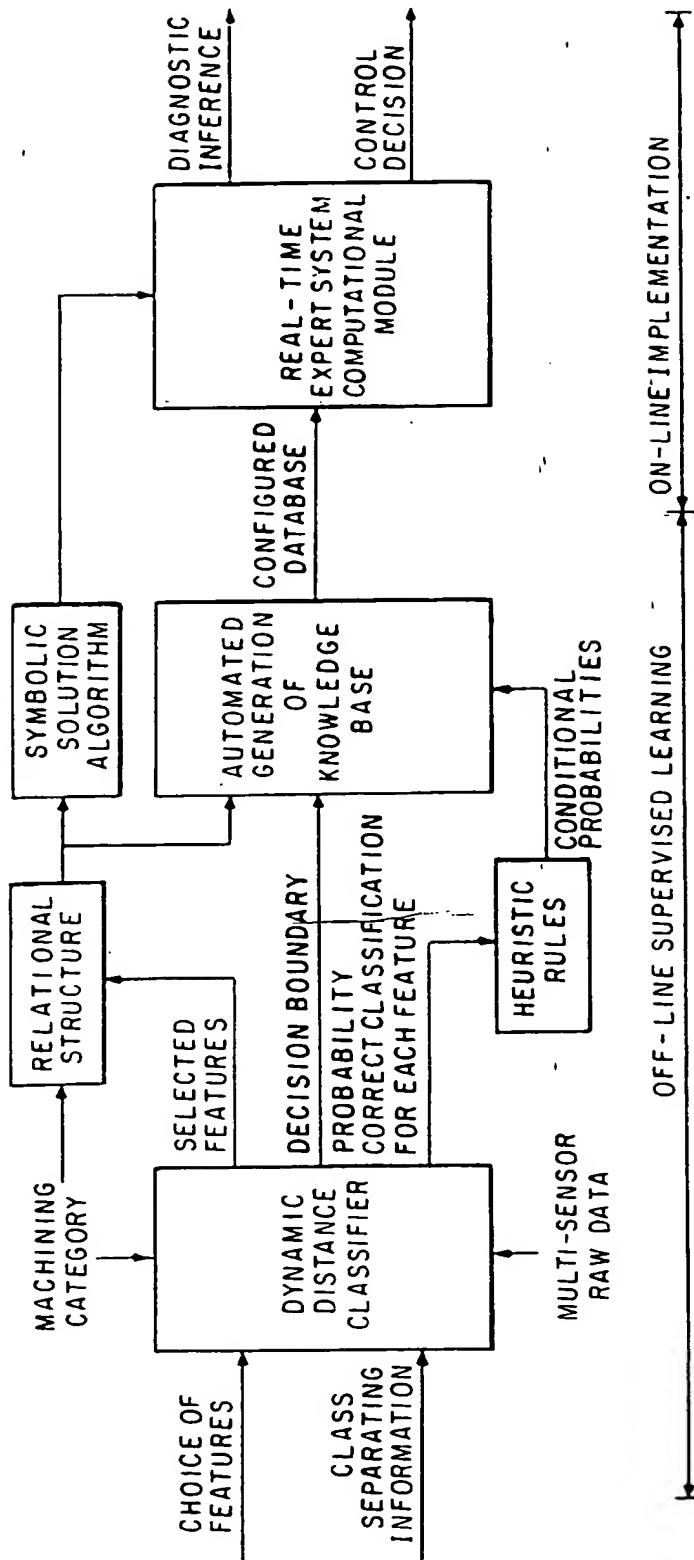 CHOICE OF
FEATURES
CLASS
SEPARATING
INFORMATION
MACHINING
CATEGORY
DYNAMIC
DISTANCE
CLASSIFIER
MULTI-SENSOR
RAW DATA
RELATIONAL
STRUCTURE
SELECTED
FEATURES
DECISION BOUNDARY
PROBABILITY
CORRECT CLASSIFICATION
FOR EACH FEATURE
HEURISTIC
RULES
CONDITIONAL
PROBABILITIES
SYMBOLIC
SOLUTION
ALGORITHM
AUTOMATED
GENERATION
OF
KNOWLEDGE
BASE
CONFIGURED
DATABASE
REAL-TIME
EXPERT SYSTEM
COMPUTATIONAL
MODULE
DIAGNOSTIC
INFERENCE
CONTROL
DECISION
OFF-LINE SUPERVISED LEARNING
ON-LINE IMPLEMENTATION